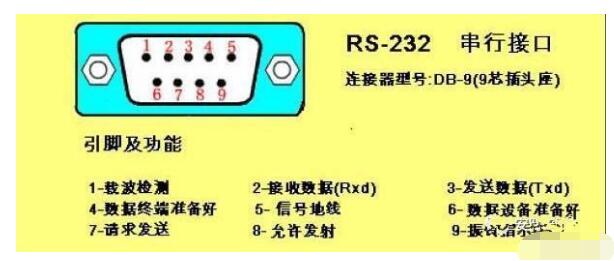 1 2 3 4 5
6 7 8 9
RS-232 串行接口
连接器型号:DB-9(9芯插头座)
引脚及功能
1-载波检测 2-接收数据(Rxd) 3-发送数据(Txd)
4-数据终端准备好 5- 信号地线 6-数据设备准备好
7-请求发送 8-允许发射 9-振铃指示